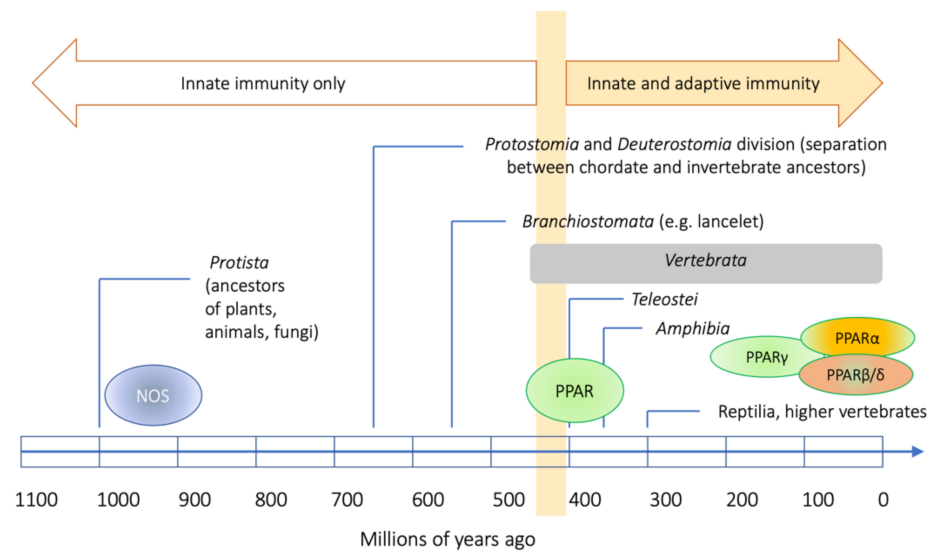 Innate immunity only
Innate and adaptive immunity
Protostomia and Deuterostomia division (separation
between chordate and invertebrate ancestors)
Branchiostomata (e.g. lancelet)
Vertebrata
Protista
(ancestors
of plants,
animals, fungi)
Teleostei
Amphibia
PPARα
PPARγ
PPARβ/δ
NOS
PPAR
Reptilia, higher vertebrates
1100 1000 900 800 700 600 500 400 300 200 100 0
Millions of years ago